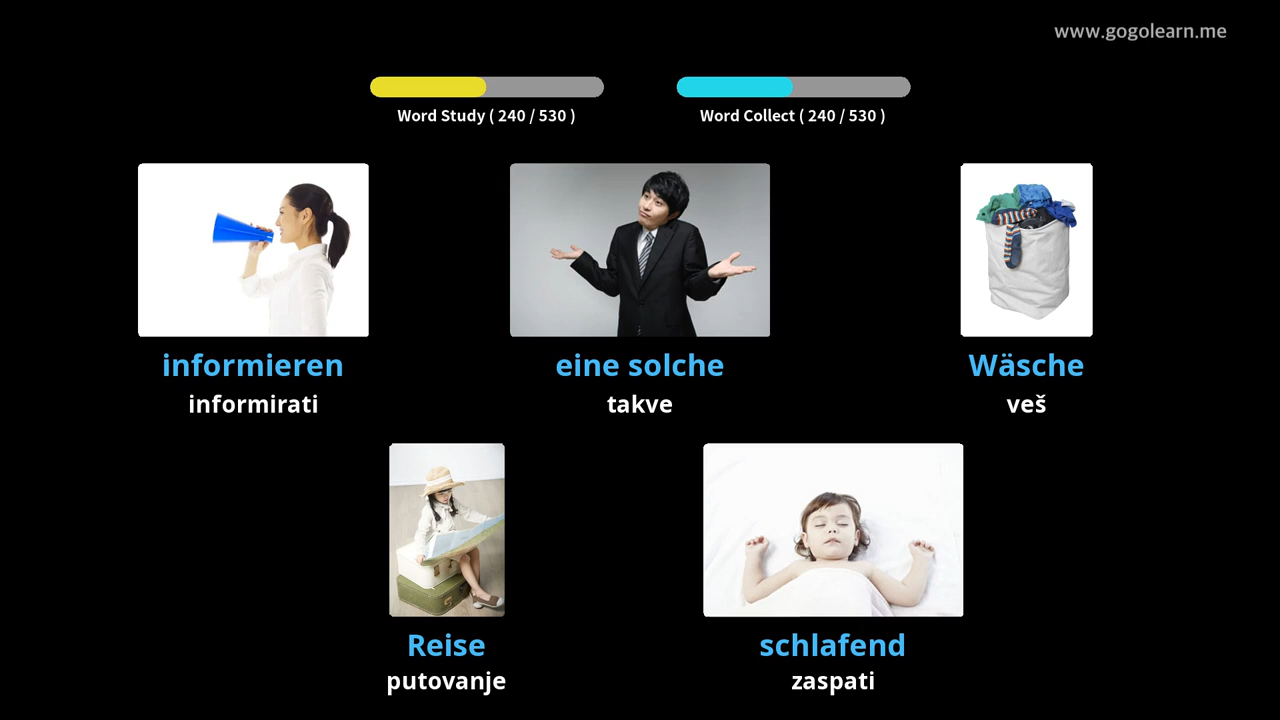 www.gogolearn.me
Word Study ( 240 / 530 )
Word Collect ( 240 / 530 )
informieren
informirati
eine solche
takve
Wäsche
veš
Reise
putovanje
schlafend
zaspati